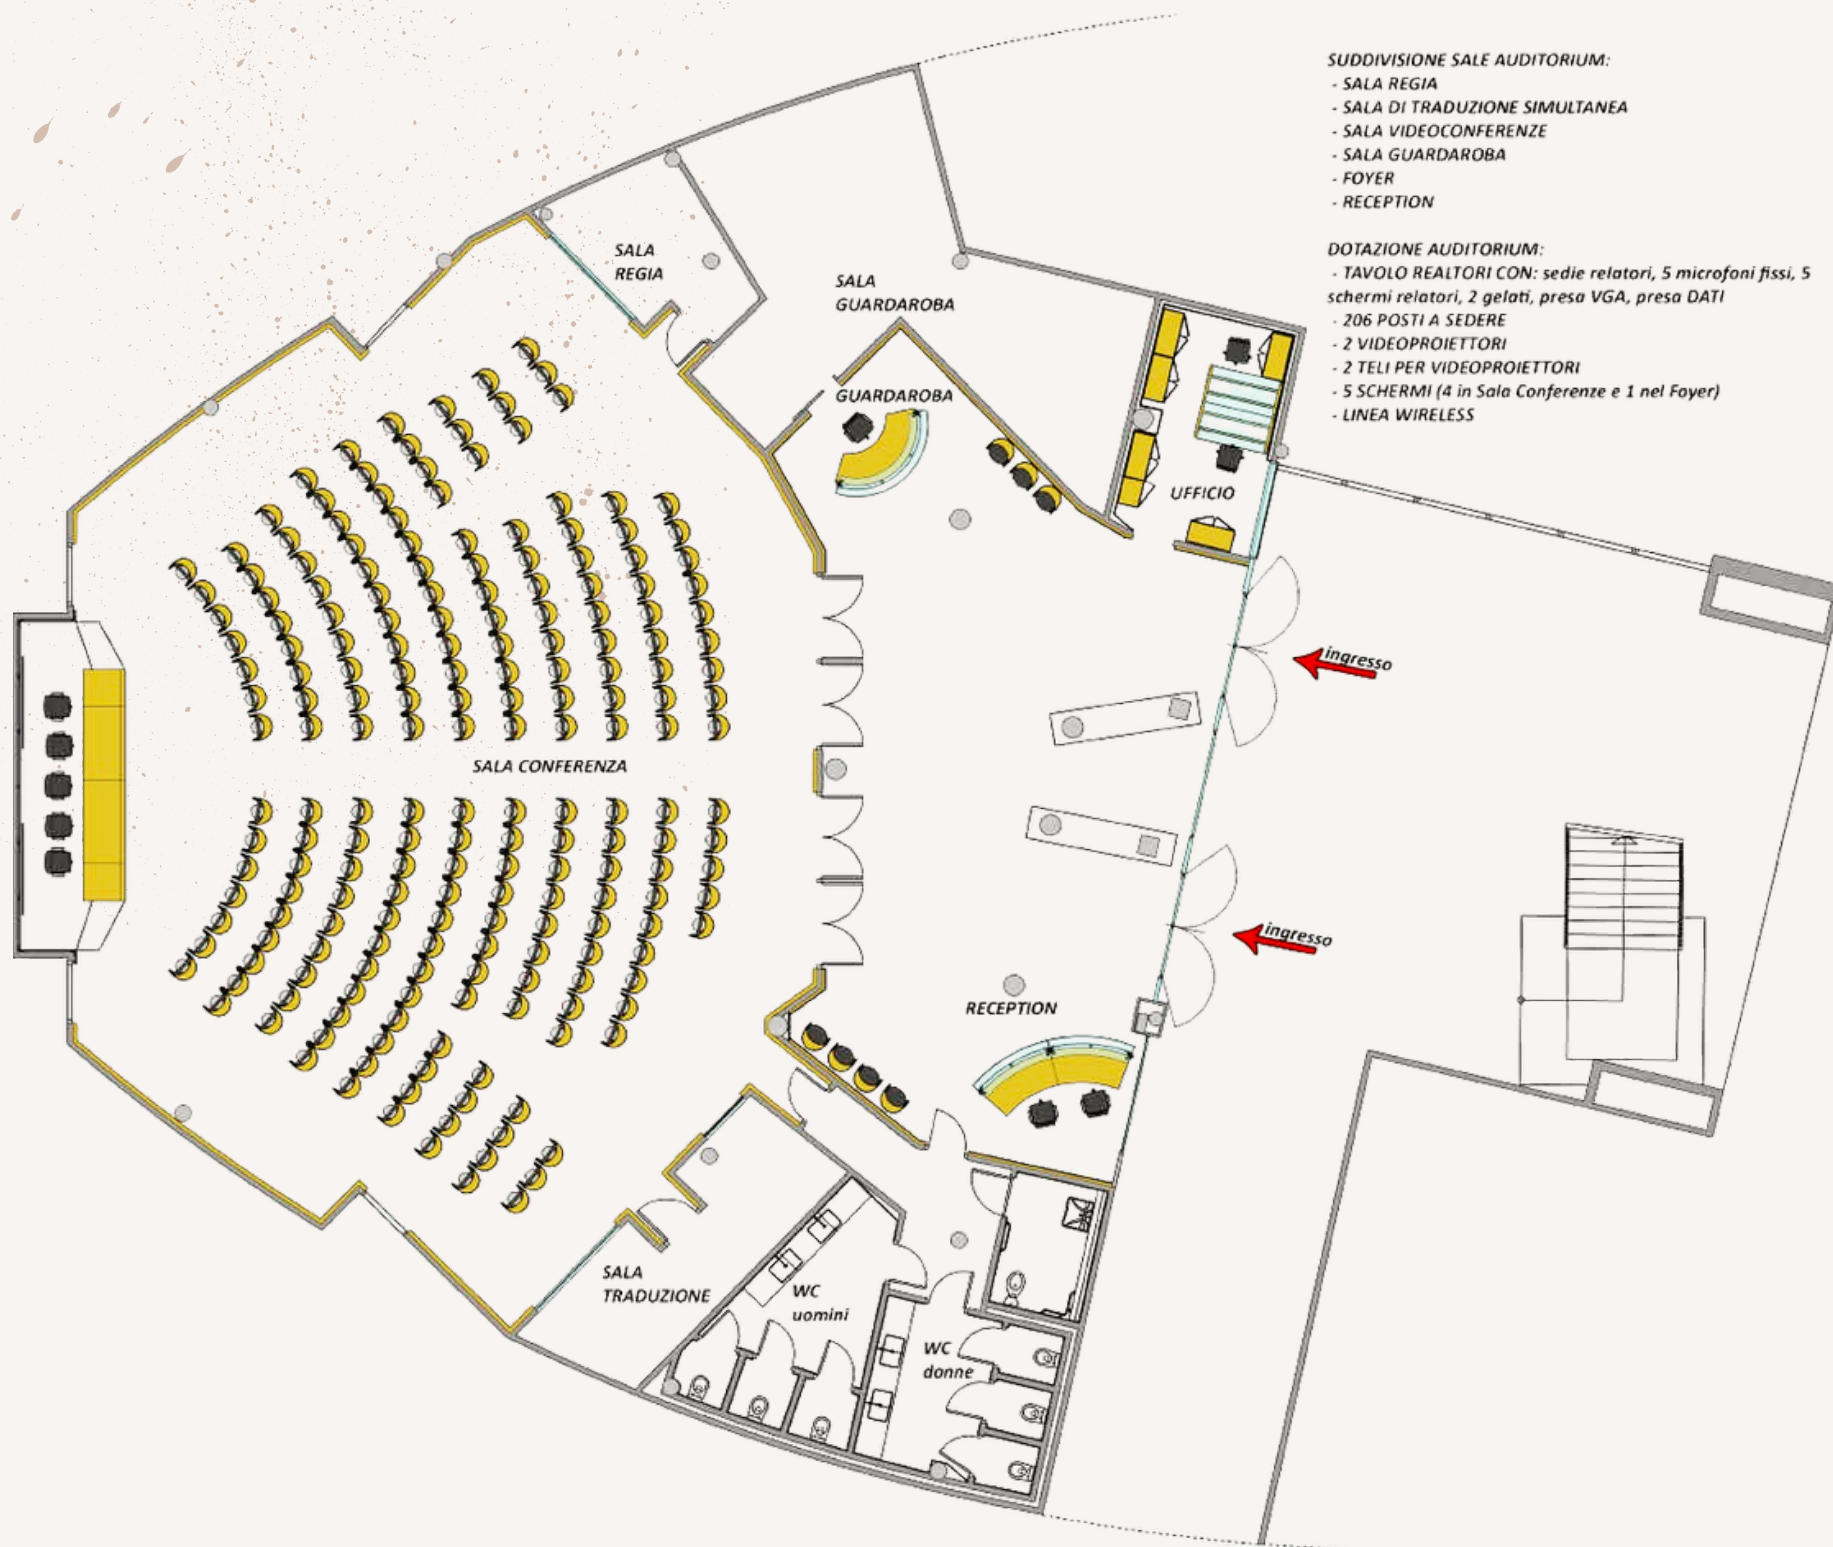 SUDDIVISIONE SALE AUDITORIUM:
- SALA REGIA
- SALA DI TRADUZIONE SIMULTANEA
- SALA VIDEOCONFERENZE
- SALA GUARDAROBA
- FOYER
- RECEPTION
DOTAZIONE AUDITORIUM:
- TAVOLO REALTORI CON: sedie relatori, 5 microfoni fissi, 5
schermi relatori, 2 gelati, presa VGA, presa DATI
- 206 POSTI A SEDERE
- 2 VIDEOPROIETTORI
- 2 TELI PER VIDEOPROIETTORI
- 5 SCHERMI (4 in Sala Conferenze e 1 nel Foyer)
- LINEA WIRELESS
SALA
REGIA
SALA
GUARDAROBA
GUARDAROBA
UFFICIO
ingresso
SALA CONFERENZA
ingresso
RECEPTION
SALA
TRADUZIONE
WC
uomini
WC
donne